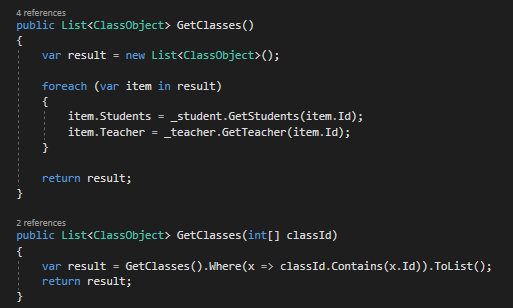 4 references
public List<ClassObject> GetClasses()
{
    var result = new List<ClassObject>();

    foreach (var item in result)
    {
        item.Students = _student.GetStudents(item.Id);
        item.Teacher = _teacher.GetTeacher(item.Id);
    }

    return result;
}

2 references
public List<ClassObject> GetClasses(int[] classId)
{
    var result = GetClasses().Where(x => classId.Contains(x.Id)).ToList();
    return result;
}